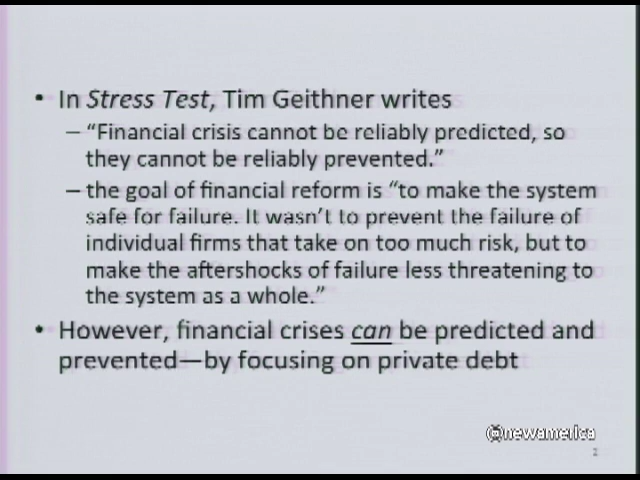 • In Stress Test, Tim Geithner writes
– “Financial crisis cannot be reliably predicted, so
they cannot be reliably prevented.”
– the goal of financial reform is “to make the system
safe for failure. It wasn’t to prevent the failure of
individual firms that take on too much risk, but to
make the aftershocks of failure less threatening to
the system as a whole.”
• However, financial crises can be predicted and
prevented—by focusing on private debt
@newamerica
2